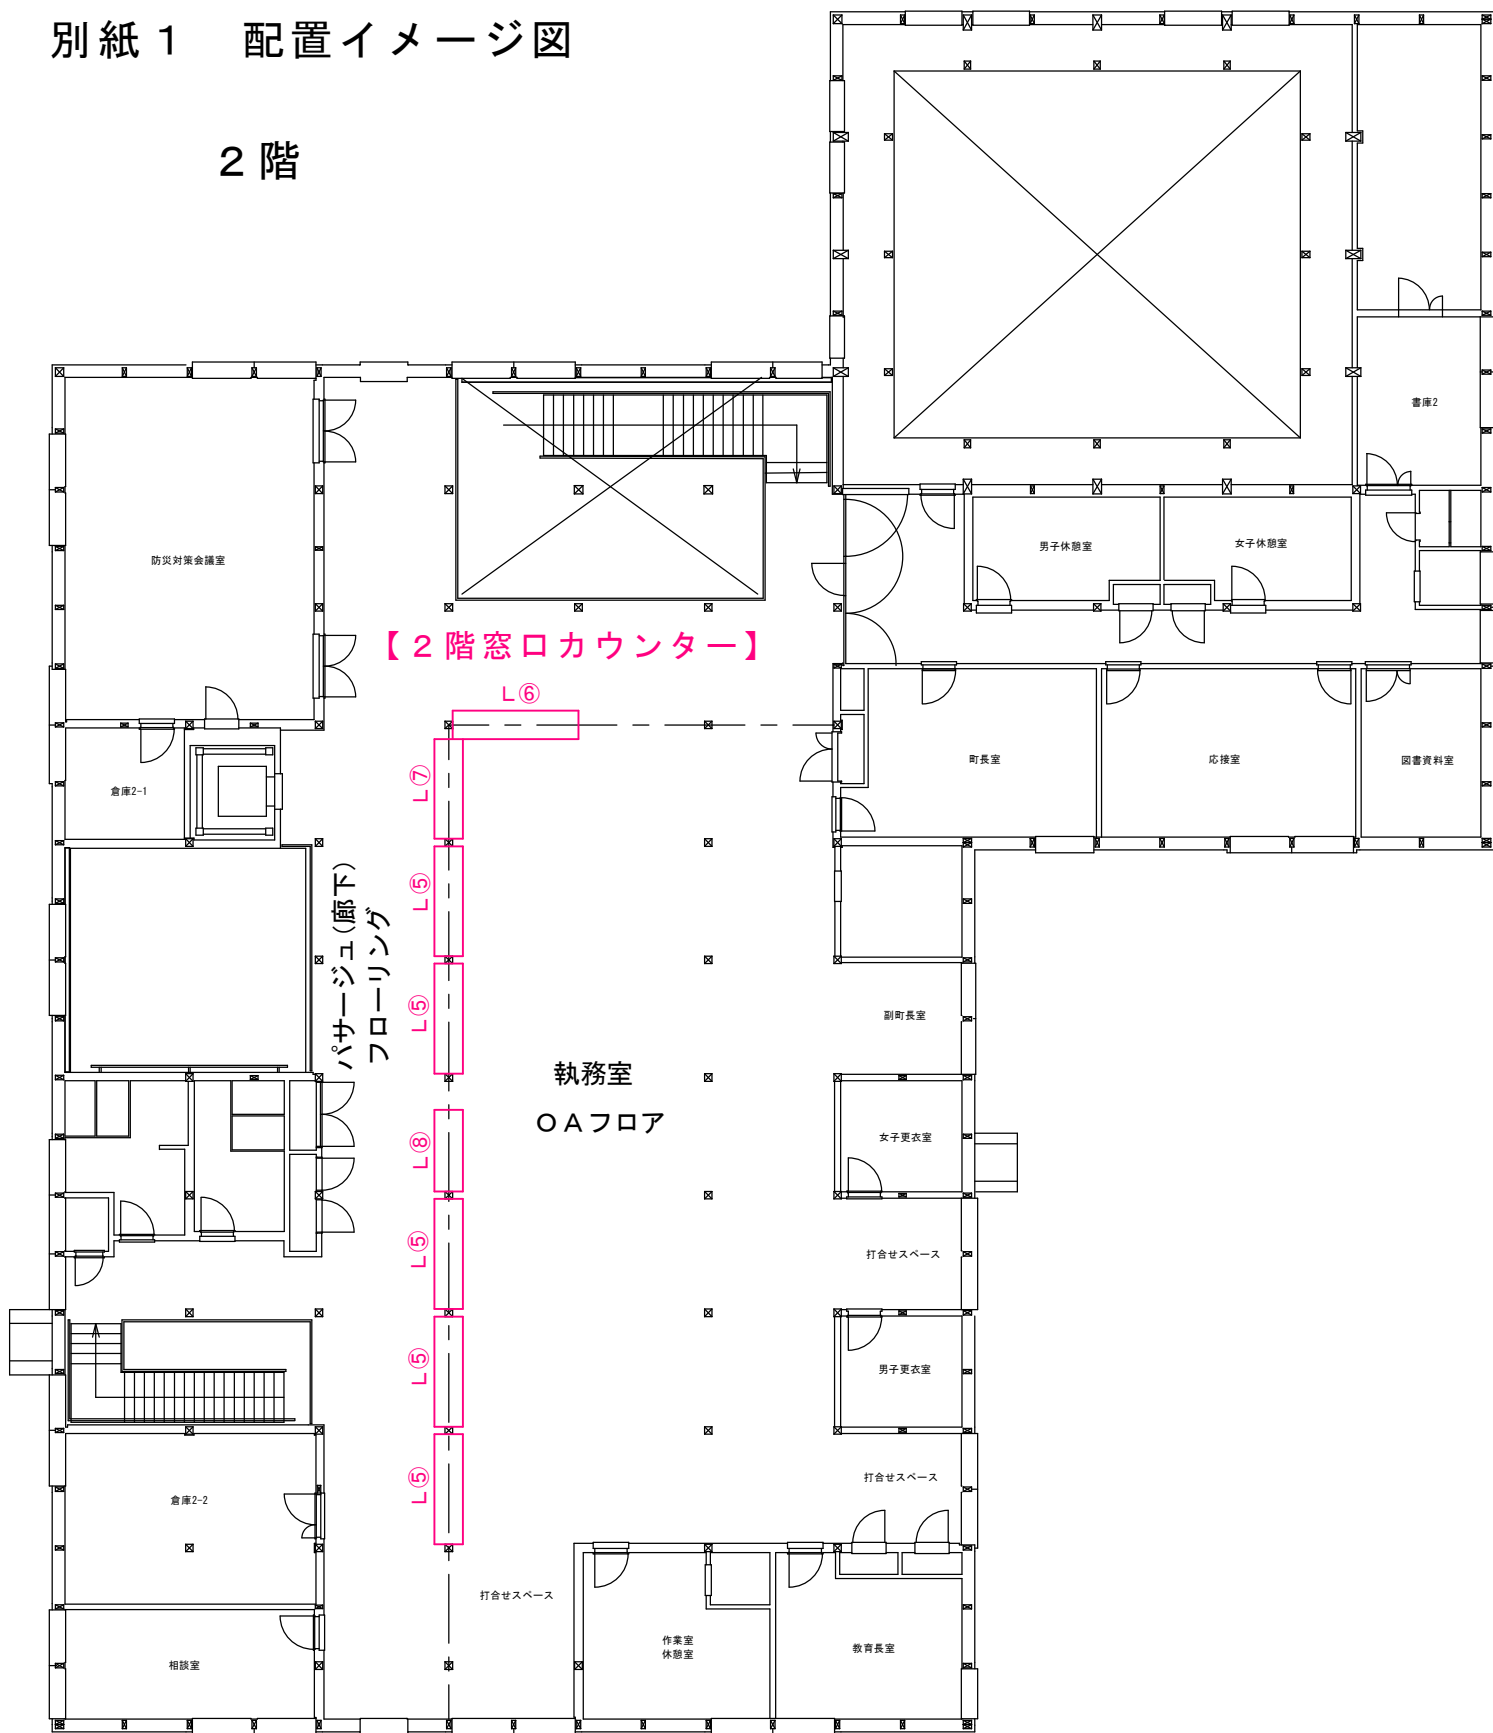 別紙１　配置イメージ図
２階
書庫2
防災対策会議室
男子休憩室
女子休憩室
【２階窓口カウンター】
L⑥
L⑦
町長室
応接室
図書資料室
倉庫2-1
L⑤
パサージュ(廊下)
フローリング
L⑤
副町長室
執務室
ＯＡフロア
L⑧
女子更衣室
L⑤
打合せスペース
L⑤
男子更衣室
L⑤
打合せスペース
倉庫2-2
打合せスペース
作業室
休憩室
教育長室
相談室